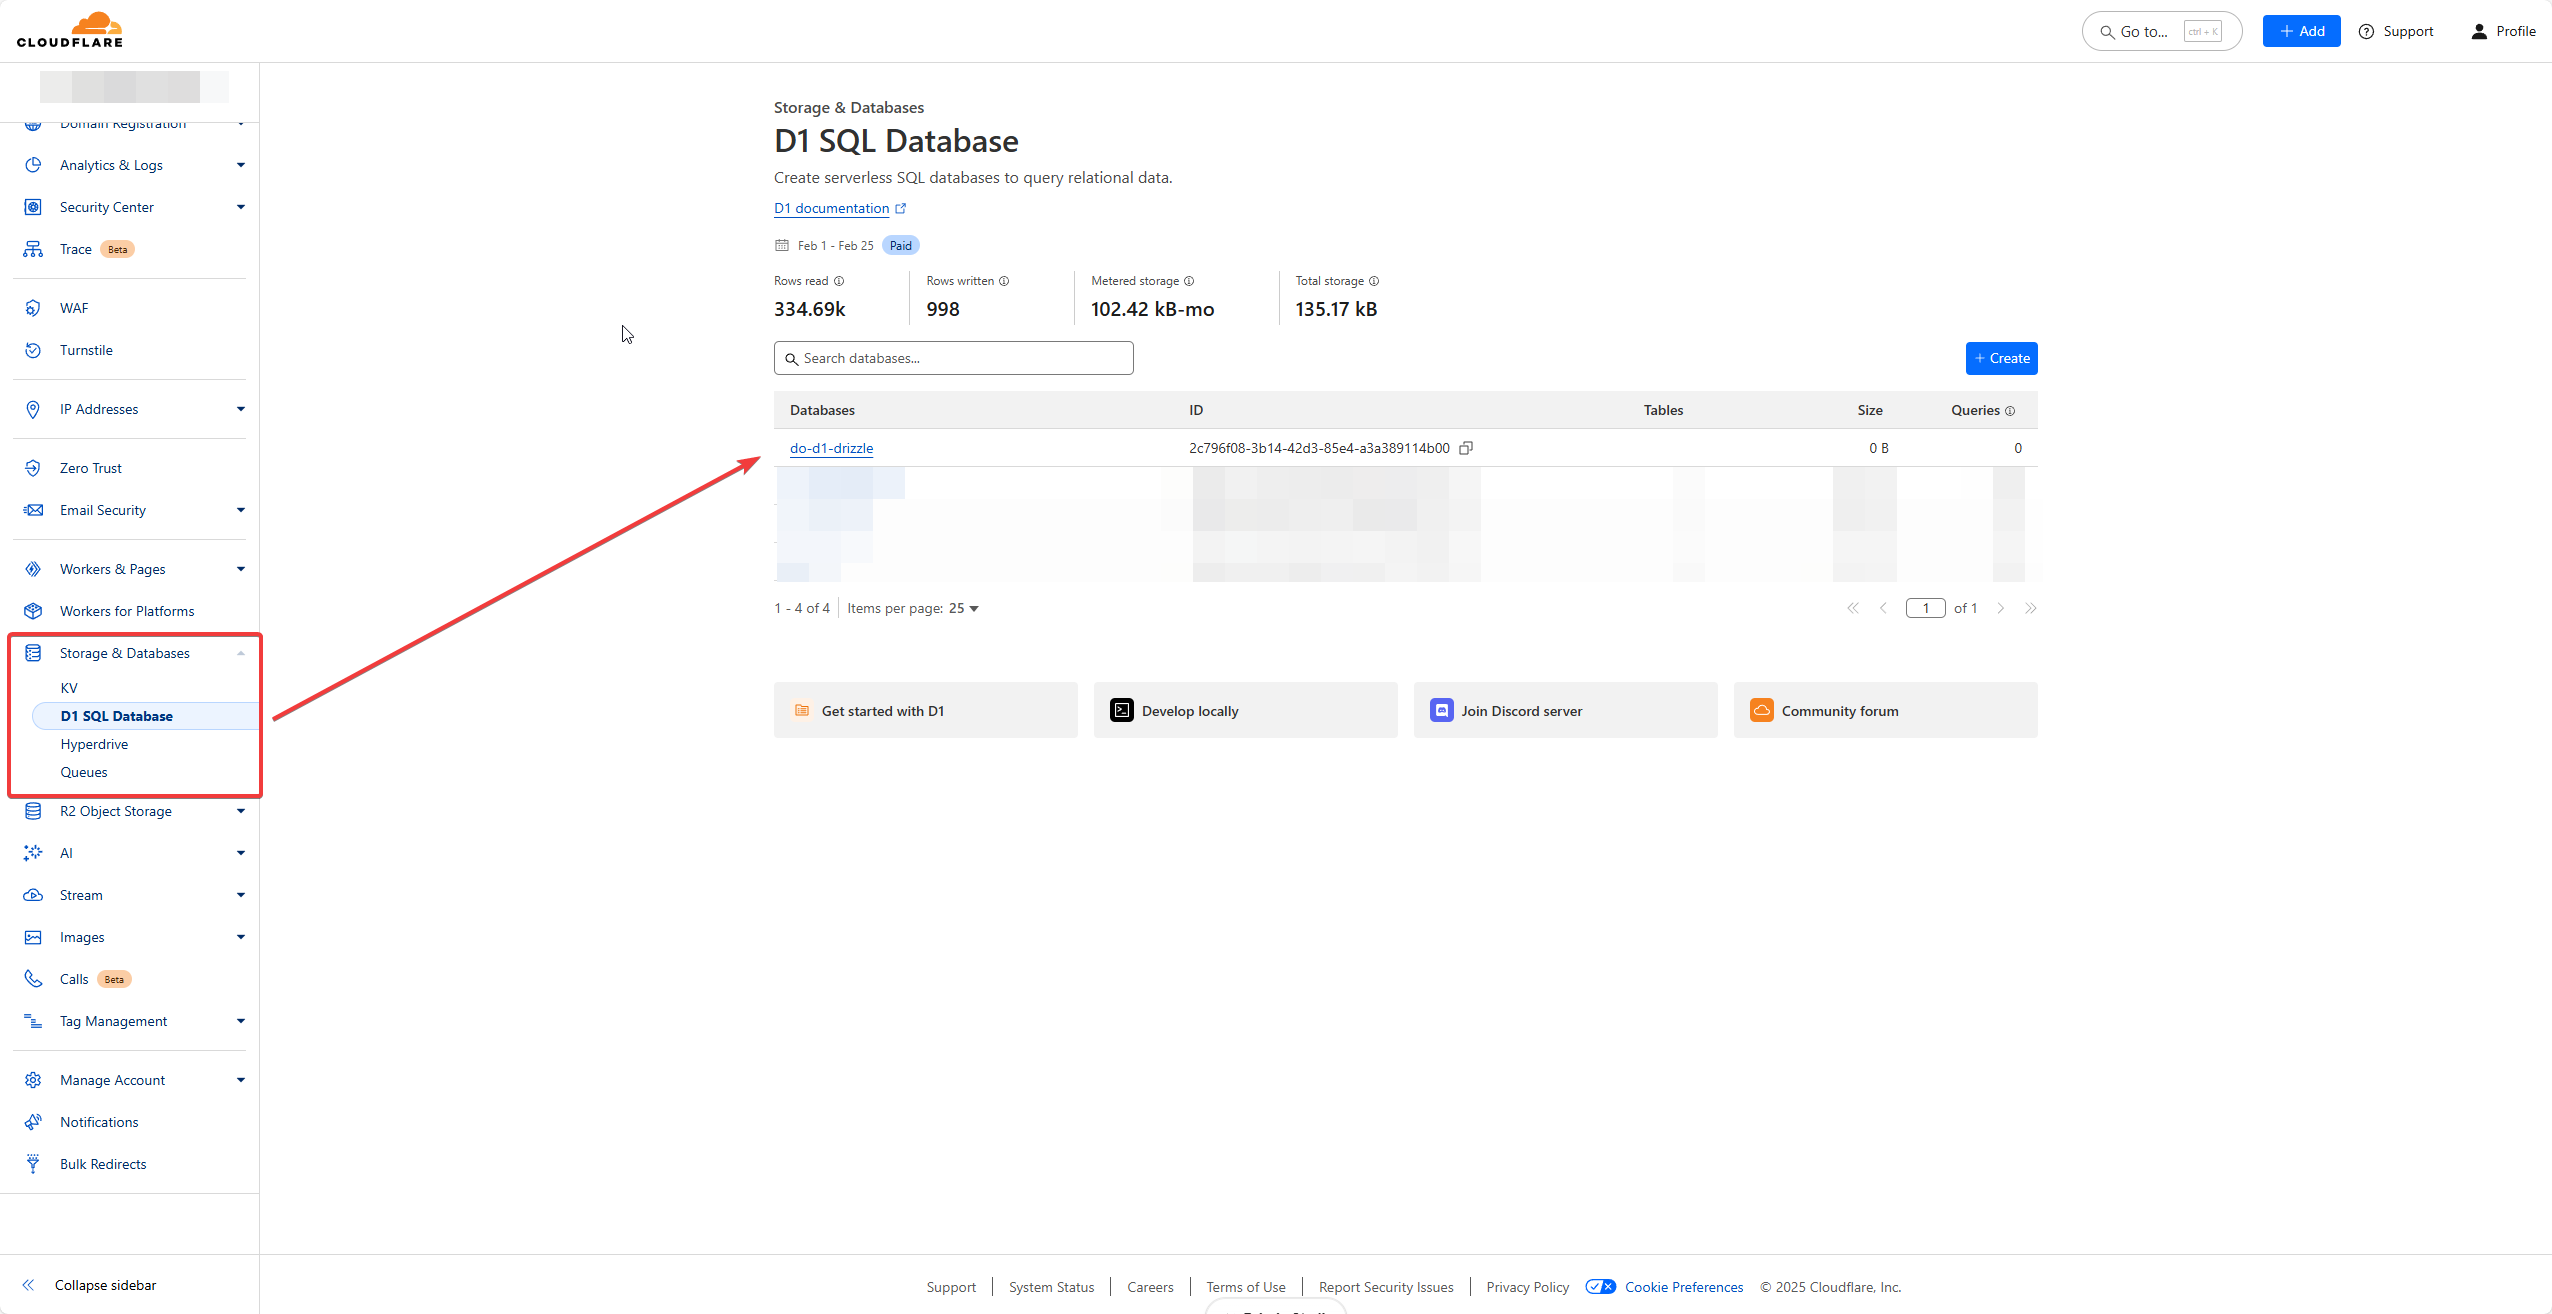 CLOUDFLARE
Go to... ctrl + K
+ Add
Support
Profile
Domain Registration
Analytics & Logs
Security Center
Trace Beta
WAF
Turnstile
IP Addresses
Zero Trust
Email Security
Workers & Pages
Workers for Platforms
Storage & Databases
KV
D1 SQL Database
Hyperdrive
Queues
R2 Object Storage
AI
Stream
Images
Calls Beta
Tag Management
Manage Account
Notifications
Bulk Redirects
Collapse sidebar
Storage & Databases
D1 SQL Database
Create serverless SQL databases to query relational data.
D1 documentation
Feb 1 - Feb 25 Paid
Rows read Rows written Metered storage Total storage
334.69k 998 102.42 kB-mo 135.17 kB
Search databases...
+ Create
Databases ID Tables Size Queries
do-d1-drizzle 2c796f08-3b14-42d3-85e4-a3a389114b00 0 B 0
1 - 4 of 4 Items per page: 25 1 of 1
Get started with D1 Develop locally Join Discord server Community forum
Support System Status Careers Terms of Use Report Security Issues Privacy Policy Cookie Preferences © 2025 Cloudflare, Inc.